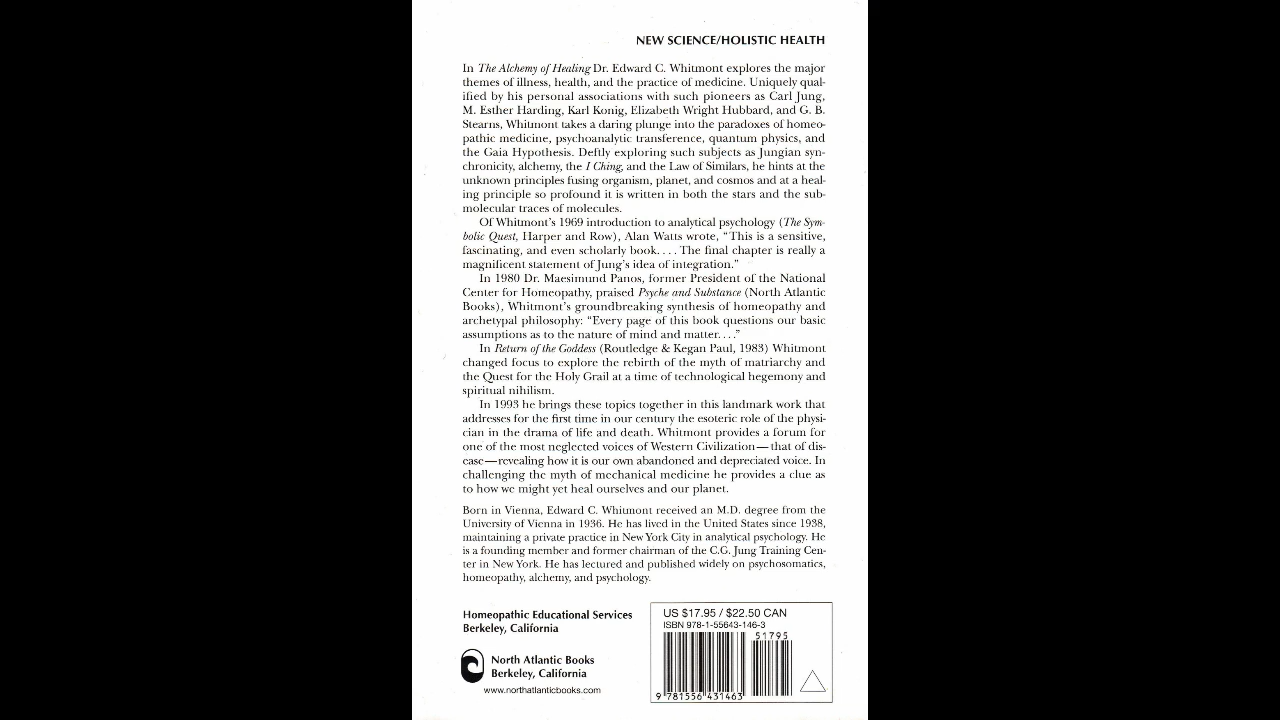 NEW SCIENCE/HOLISTIC HEALTH
In The Alchemy of Healing Dr. Edward C. Whitmont explores the major
themes of illness, health, and the practice of medicine. Uniquely qual-
ified by his personal associations with such pioneers as Carl Jung,
M. Esther Harding, Karl Konig, Elizabeth Wright Hubbard, and G. B.
Stearns, Whitmont takes a daring plunge into the paradoxes of homeo-
pathic medicine, psychoanalytic transference, quantum physics, and
the Gaia Hypothesis. Deftly exploring such subjects as Jungian syn-
chronicity, alchemy, the I Ching, and the Law of Similars, he hints at the
unknown principles fusing organism, planet, and cosmos and at a heal-
ing principle so profound it is written in both the stars and the sub-
molecular traces of molecules.
Of Whitmont's 1969 introduction to analytical psychology (The Sym-
bolic Quest, Harper and Row), Alan Watts wrote, "This is a sensitive,
fascinating, and even scholarly book. . . . The final chapter is really a
magnificent statement of Jung's idea of integration."
In 1980 Dr. Maesimund Panos, former President of the National
Center for Homeopathy, praised Psyche and Substance (North Atlantic
Books), Whitmont's groundbreaking synthesis of homeopathy and
archetypal philosophy: "Every page of this book questions our basic
assumptions as to the nature of mind and matter. . . ."
In Return of the Goddess (Routledge & Kegan Paul, 1983) Whitmont
changed focus to explore the rebirth of the myth of matriarchy and
the Quest for the Holy Grail at a time of technological hegemony and
spiritual nihilism.
In 1993 he brings these topics together in this landmark work that
addresses for the first time in our century the esoteric role of the physi-
cian in the drama of life and death. Whitmont provides a forum for
one of the most neglected voices of Western Civilization—that of dis-
ease—revealing how it is our own abandoned and depreciated voice. In
challenging the myth of mechanical medicine he provides a clue as
to how we might yet heal ourselves and our planet.
Born in Vienna, Edward C. Whitmont received an M.D. degree from the
University of Vienna in 1936. He has lived in the United States since 1938,
maintaining a private practice in New York City in analytical psychology. He
is a founding member and former chairman of the C.G. Jung Training Cen-
ter in New York. He has lectured and published widely on psychosomatics,
homeopathy, alchemy, and psychology.
Homeopathic Educational Services
Berkeley, California
North Atlantic Books
Berkeley, California
www.northatlanticbooks.com
US $17.95 / $22.50 CAN
ISBN 978-1-55643-146-3
51795
9 781556 431463